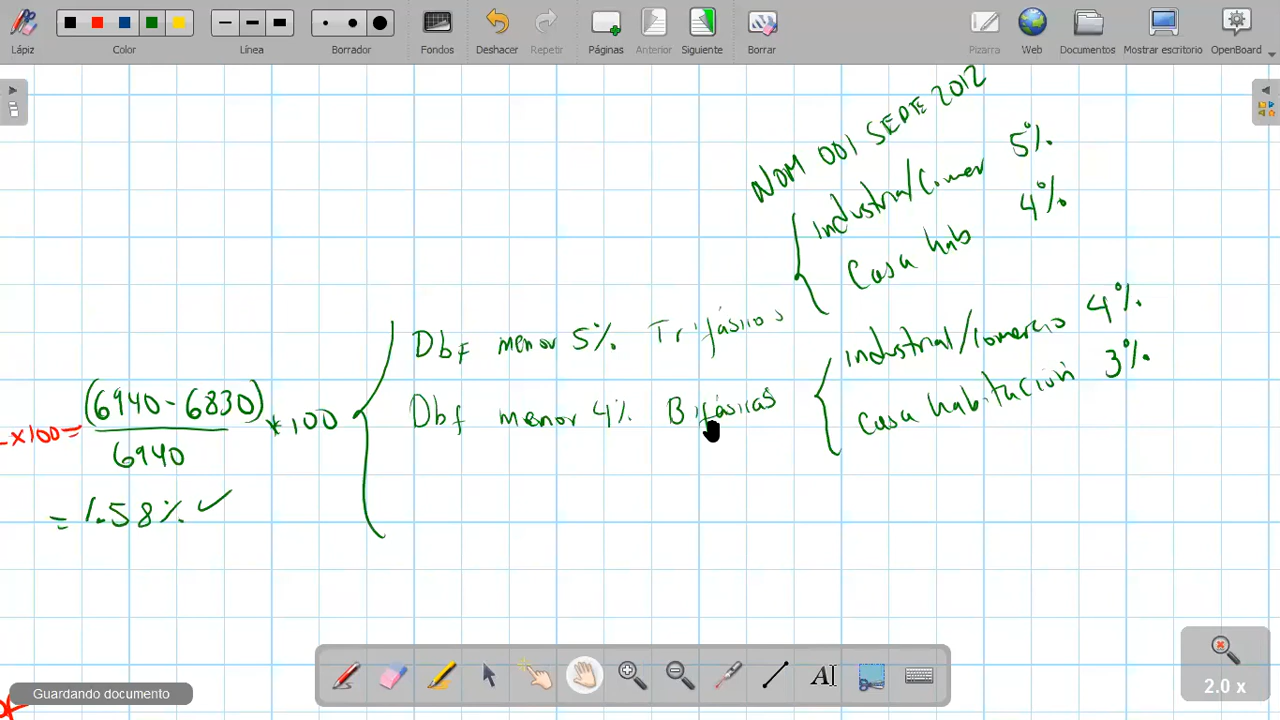 Lápiz
Color
Línea
Borrador
Fondos
Deshacer
Repetir
Páginas
Anterior
Siguiente
Borrar
Pizarra
Web
Documentos
Mostrar escritorio
OpenBoard
NOM 001 SEDE 2012
Industrial/Comer 5%
Casa hab 4%
Dbf menor 5% Trifásicos
Industrial/Comercio 4%
Casa habitación 3%
Dbf menor 4% Bifásicas
-x100= (6940-6830) *100
6940
= 1.58% ✓
Guardando documento
2.0 x